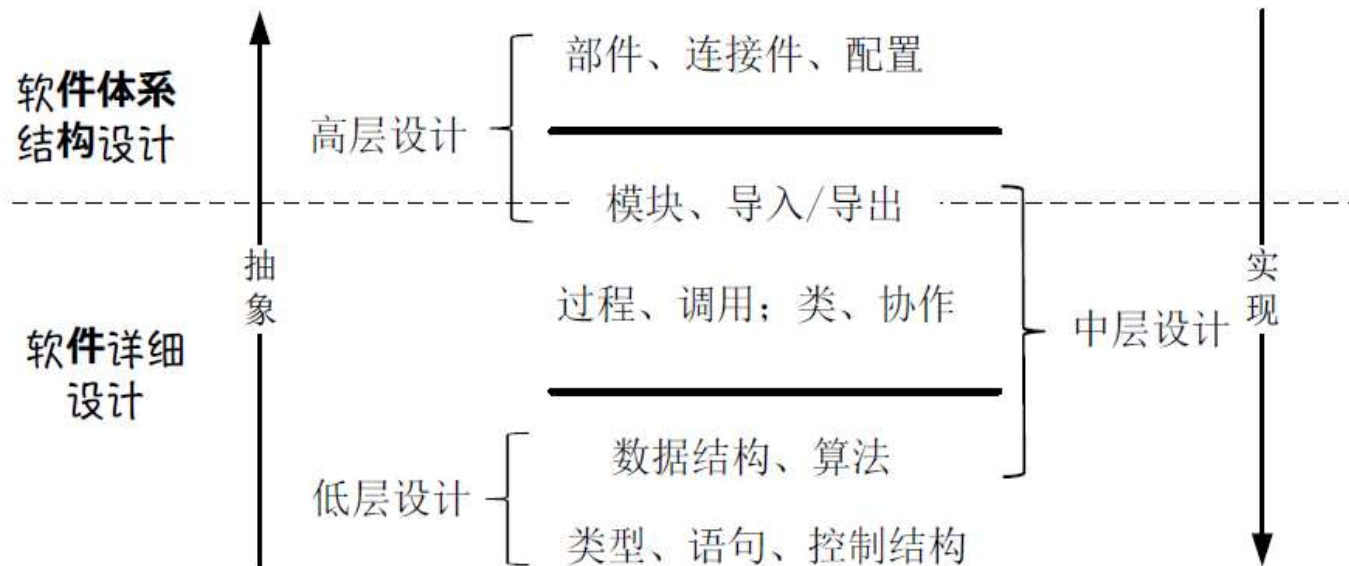 部件、连接件、配置
软件体系
结构设计
高层设计
模块、导入/导出
抽
象
过程、调用；类、协作
实
现
中层设计
软件详细
设计
数据结构、算法
低层设计
类型、语句、控制结构